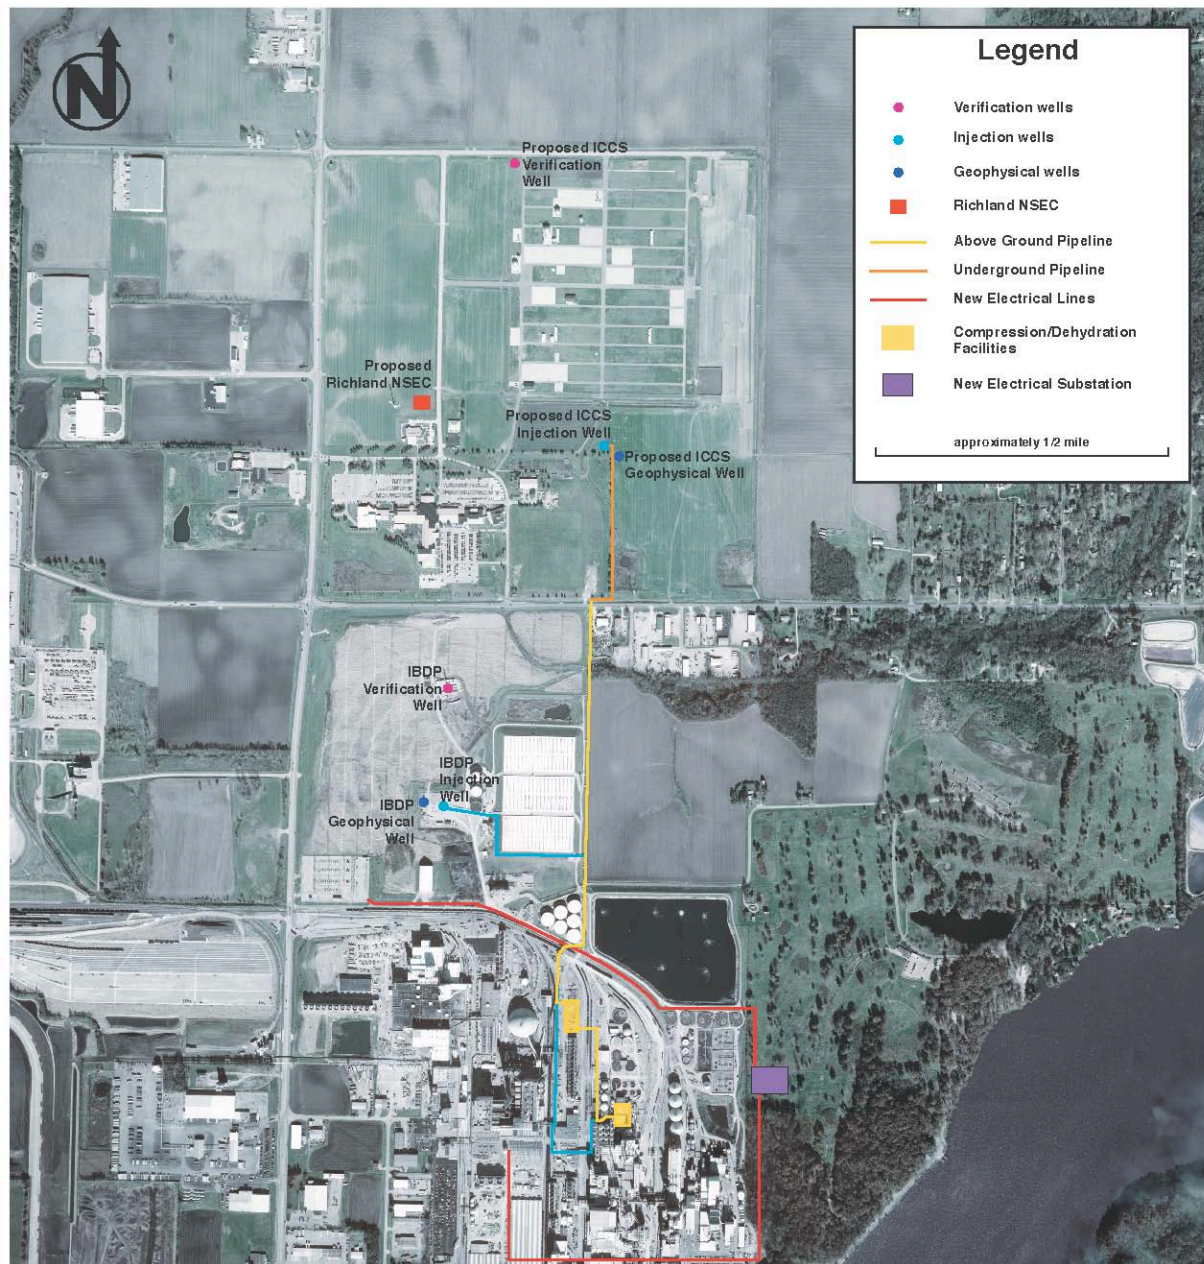 N
Legend
Verification wells
Injection wells
Geophysical wells
Richland NSEC
Above Ground Pipeline
Underground Pipeline
New Electrical Lines
Compression/Dehydration
Facilities
New Electrical Substation
approximately 1/2 mile
Proposed ICCS
Verification
Well
Proposed
Richland NSEC
Proposed ICCS
Injection Well
Proposed ICCS
Geophysical Well
IBDP
Verification
Well
IBDP
Injection
Well
IBDP
Geophysical
Well